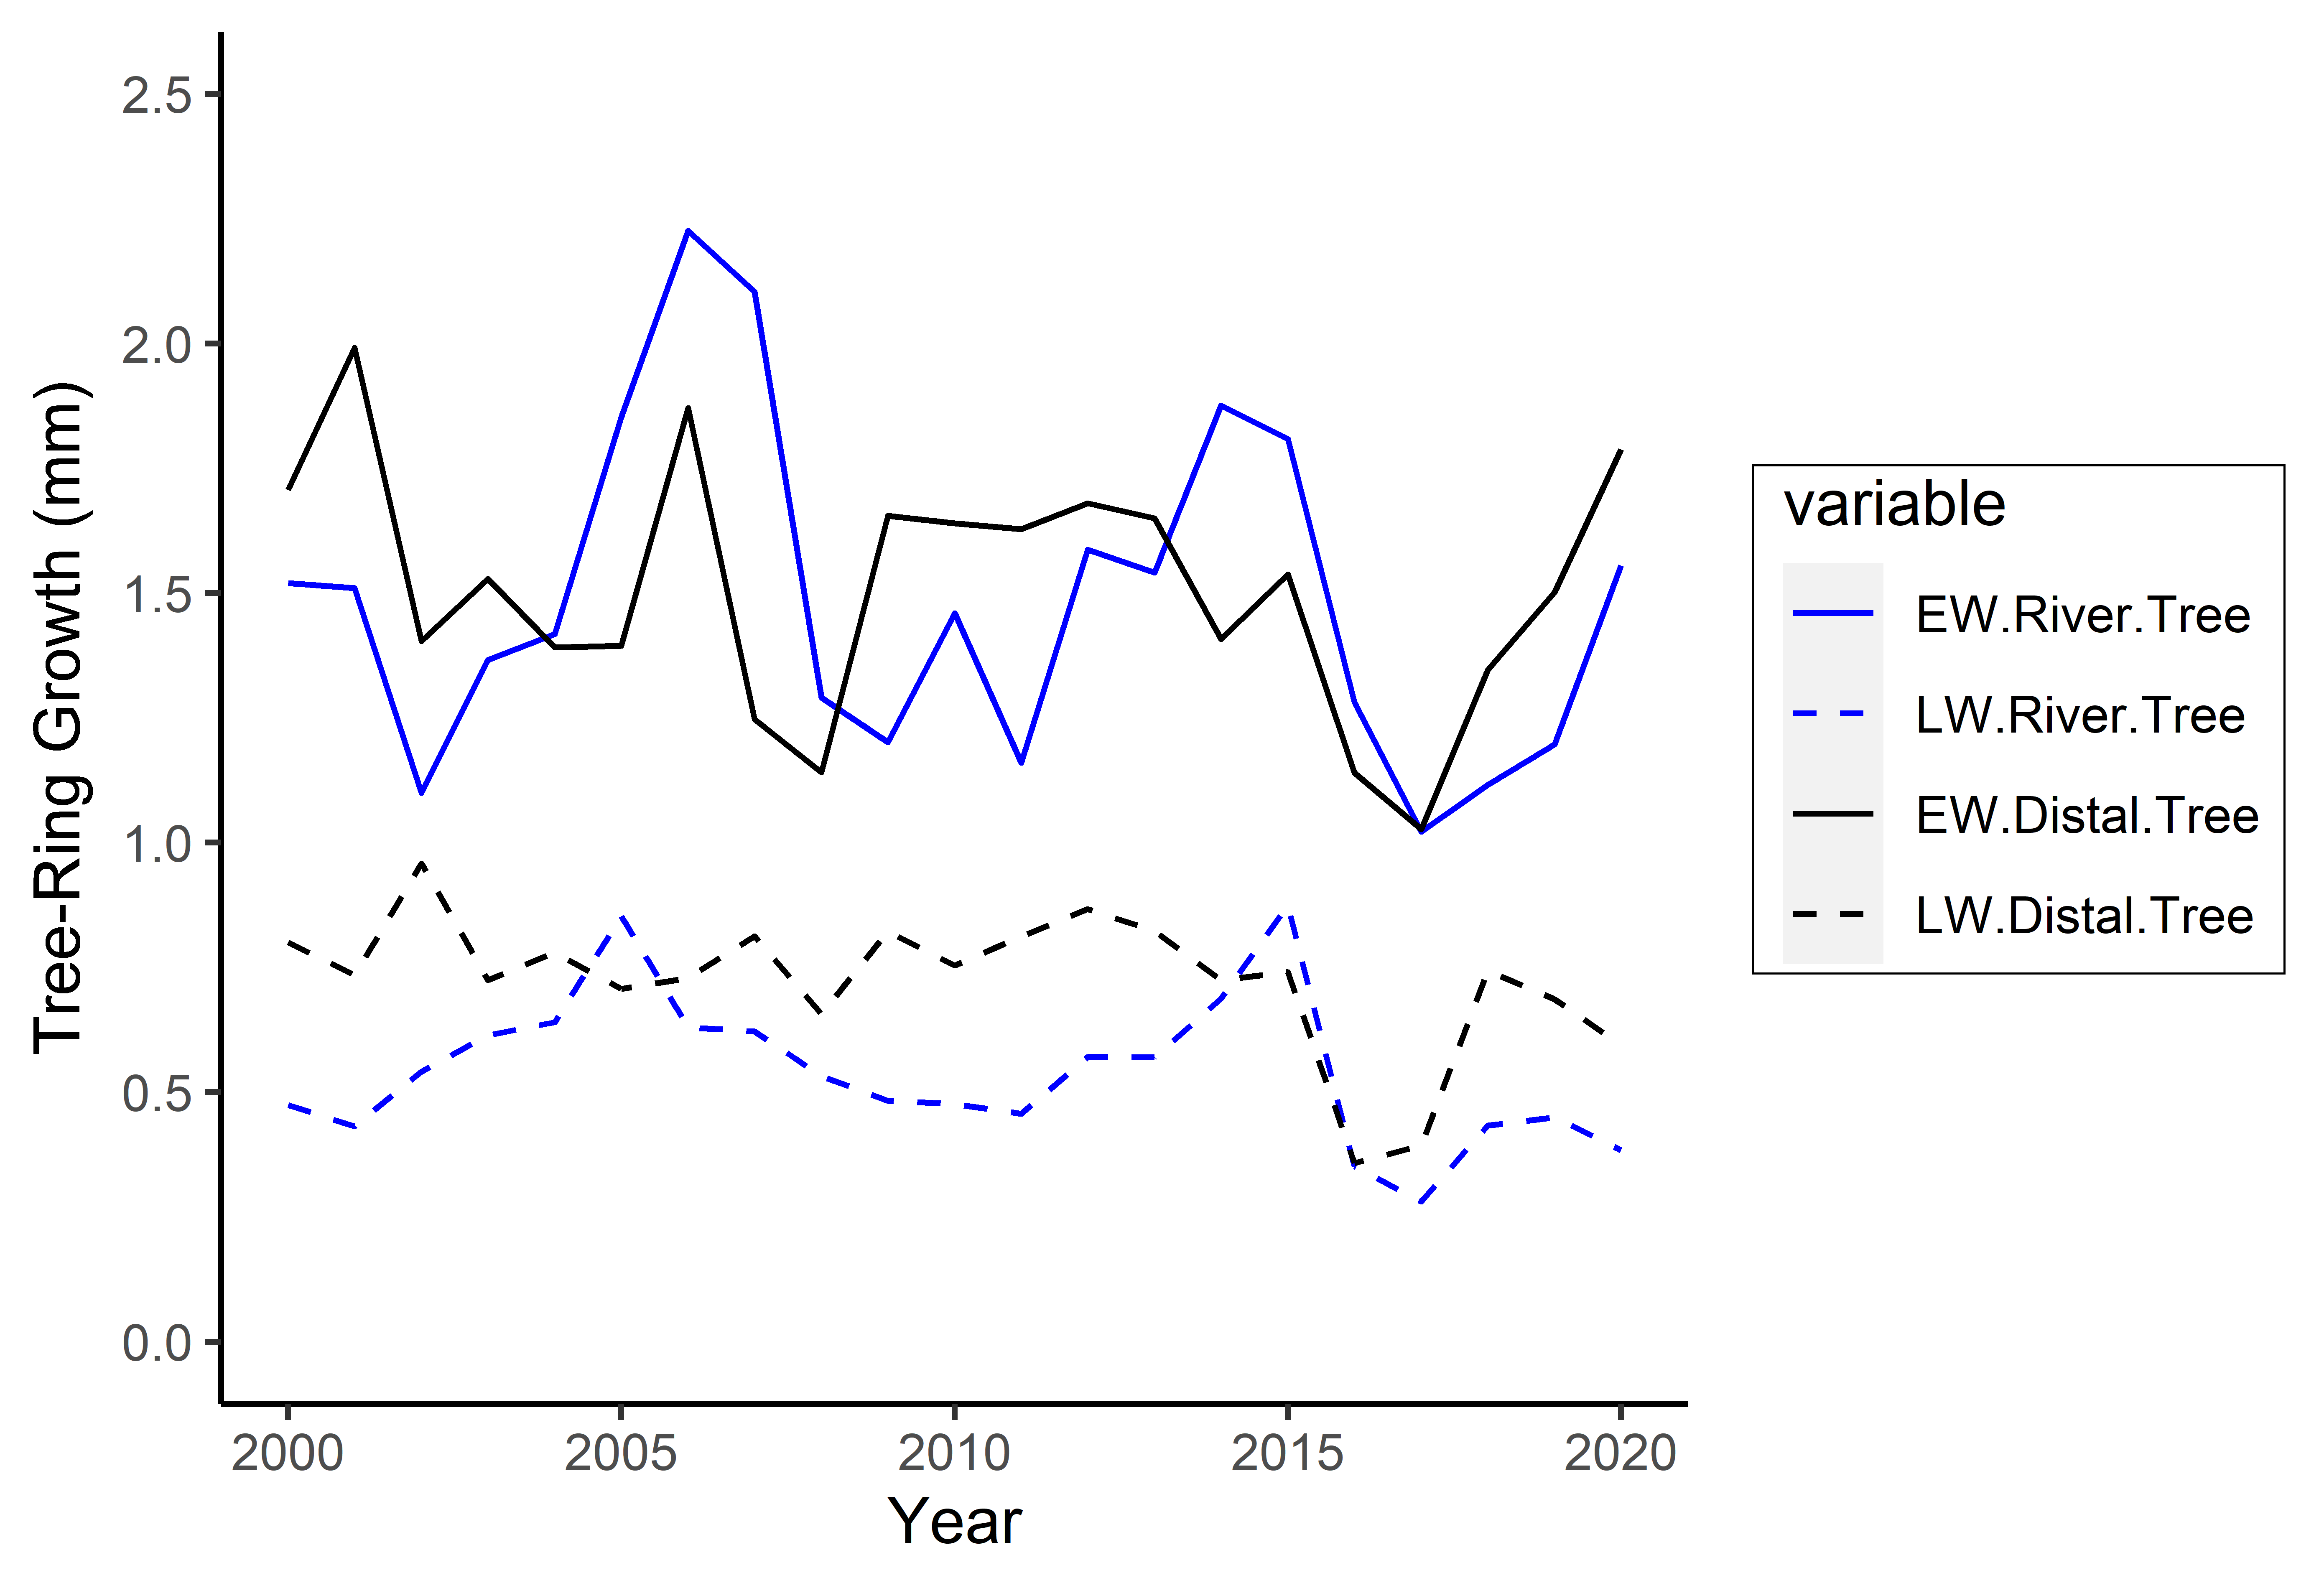 Tree-Ring Growth (mm)
2.5
2.0
1.5
1.0
0.5
0.0
2000 2005 2010 2015 2020
Year
variable
EW.River.Tree
LW.River.Tree
EW.Distal.Tree
LW.Distal.Tree